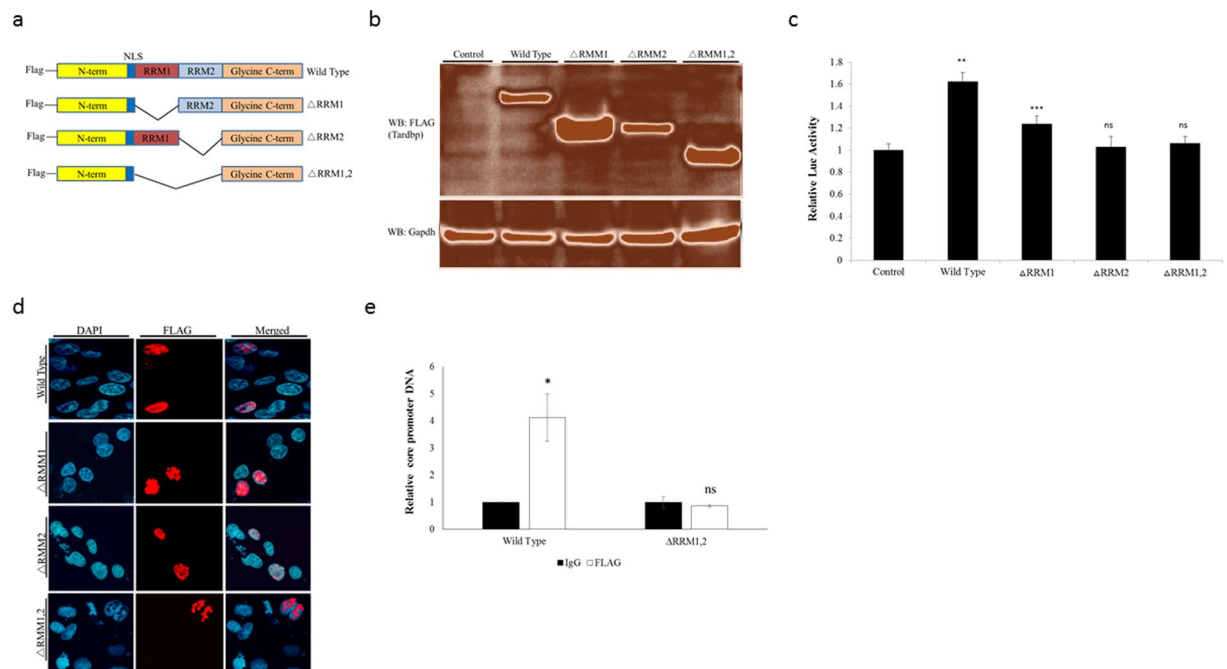 a
NLS
Flag N-term RRM1 RRM2 Glycine C-term Wild Type
Flag N-term RRM2 Glycine C-term △RRM1
Flag N-term RRM1 Glycine C-term △RRM2
Flag N-term Glycine C-term △RRM1,2
b
Control Wild Type △RMM1 △RMM2 △RMM1,2
WB: FLAG
(Tardbp)
WB: Gapdh
c
Relative Luc Activity
1.8
1.6
1.4
1.2
1
0.8
0.6
0.4
0.2
0
** *** ns ns
Control Wild Type △RRM1 △RRM2 △RRM1,2
d
DAPI FLAG Merged
Wild Type
△RMM1
△RMM2
△RMM1,2
e
Relative core promoter DNA
6
5
4
3
2
1
0
* ns
Wild Type ΔRRM1,2
IgG FLAG